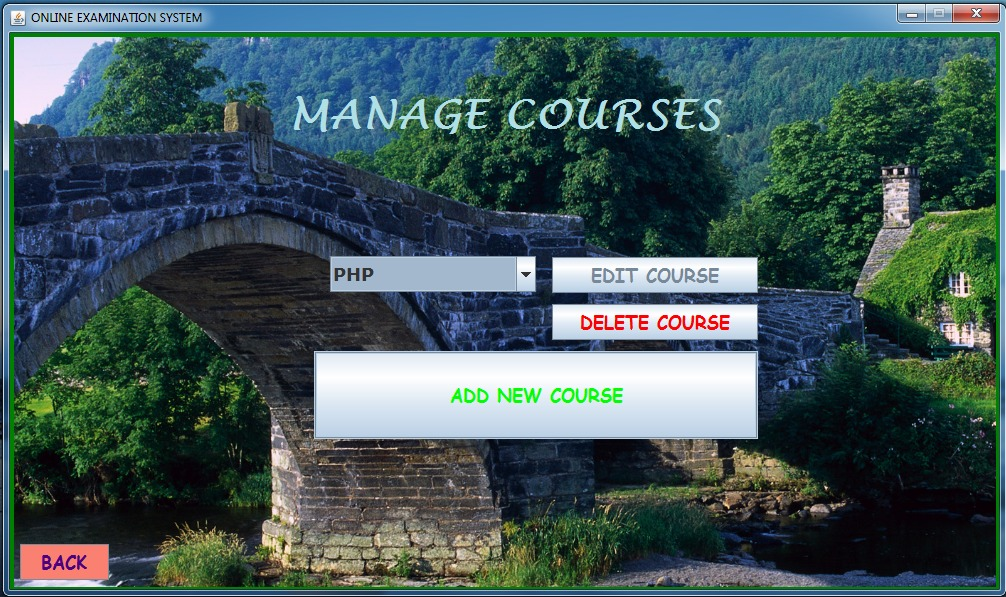 ONLINE EXAMINATION SYSTEM
MANAGE COURSES
PHP
EDIT COURSE
DELETE COURSE
ADD NEW COURSE
BACK